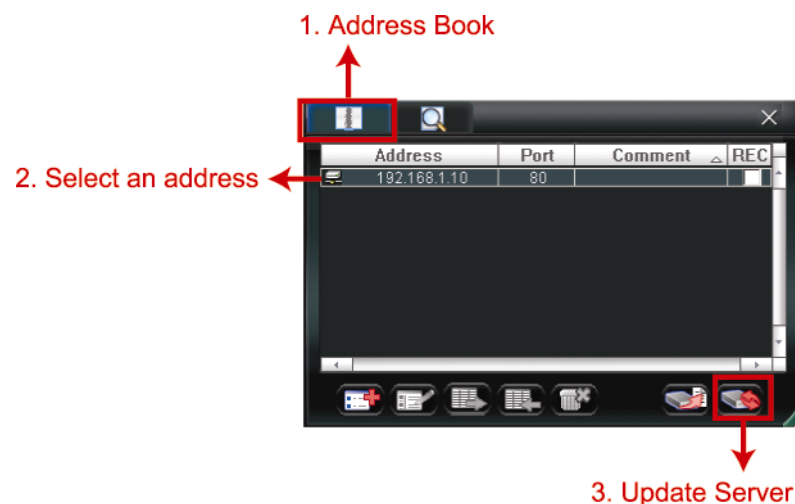 1. Address Book
Address Port Comment REC
2. Select an address
192.168.1.10 80
3. Update Server